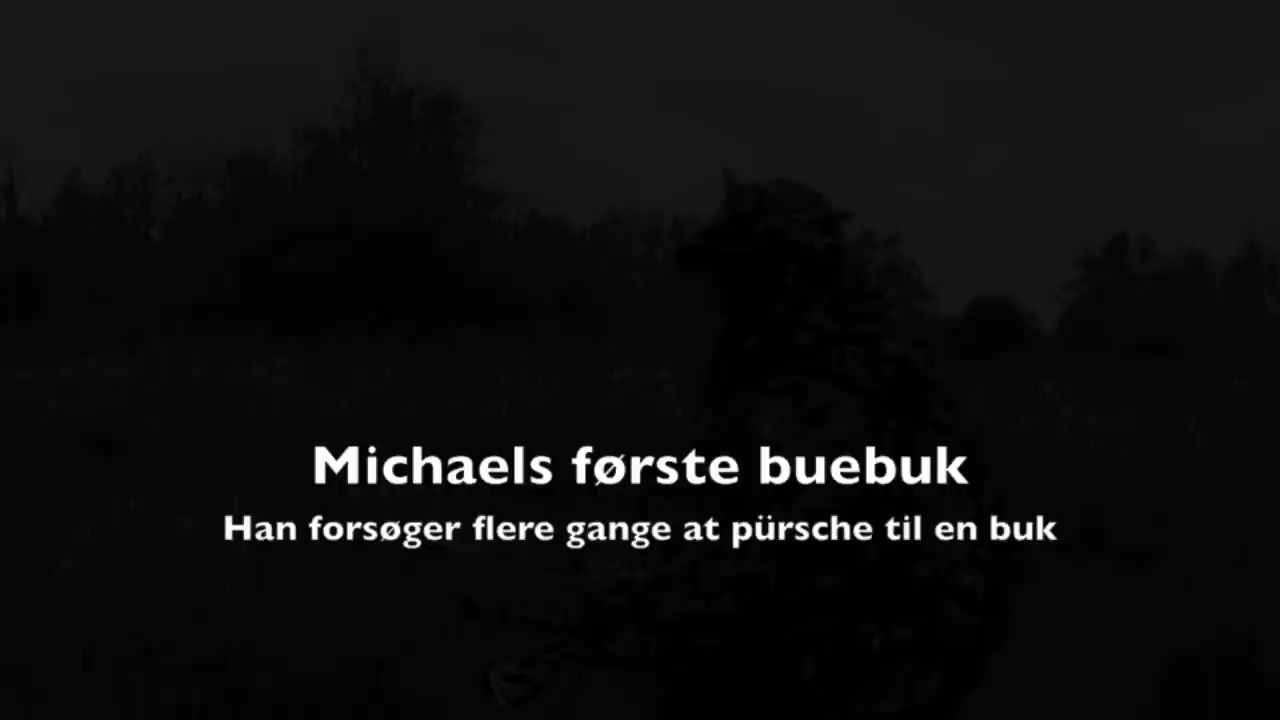 Michaels første buebuk
Han forsøger flere gange at pürsche til en buk